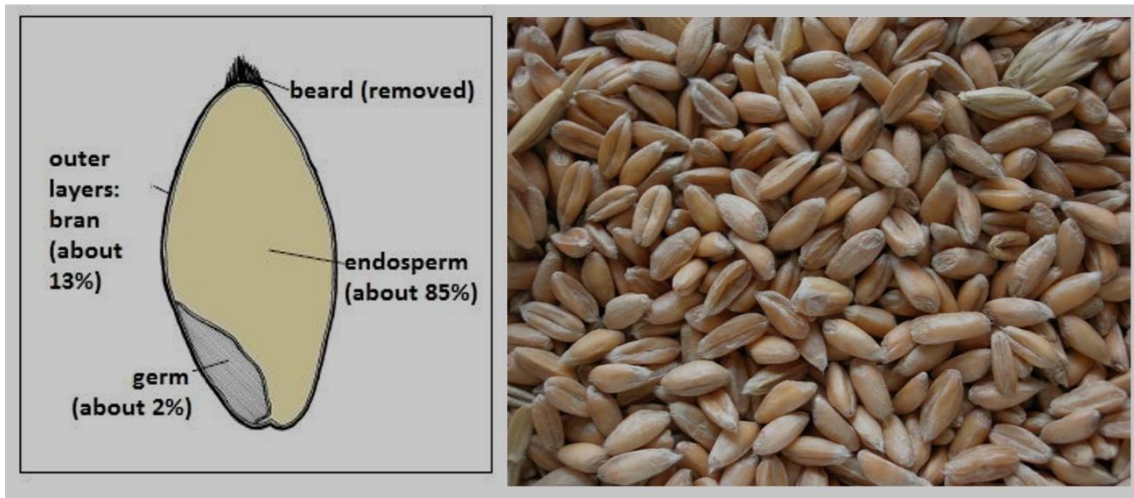 beard (removed)
outer
layers:
bran
(about
13%)
endosperm
(about 85%)
germ
(about 2%)